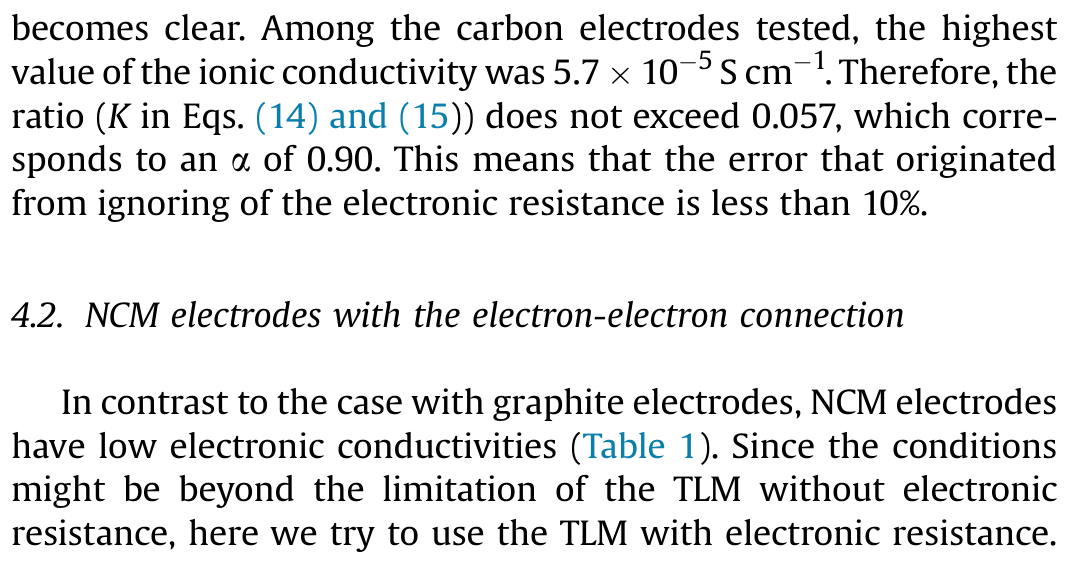 becomes clear. Among the carbon electrodes tested, the highest
value of the ionic conductivity was 5.7 × 10⁻⁵ S cm⁻¹. Therefore, the
ratio (K in Eqs. (14) and (15)) does not exceed 0.057, which corre-
sponds to an α of 0.90. This means that the error that originated
from ignoring of the electronic resistance is less than 10%.
4.2. NCM electrodes with the electron-electron connection
In contrast to the case with graphite electrodes, NCM electrodes
have low electronic conductivities (Table 1). Since the conditions
might be beyond the limitation of the TLM without electronic
resistance, here we try to use the TLM with electronic resistance.